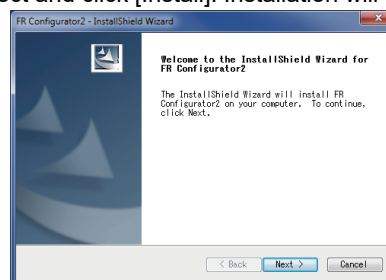 ect and click [Install]. Installation will
FR Configurator2 - InstallShield Wizard
Welcome to the InstallShield Wizard for
FR Configurator2
The InstallShield Wizard will install FR
Configurator2 on your computer. To continue,
click Next.
< Back Next > Cancel